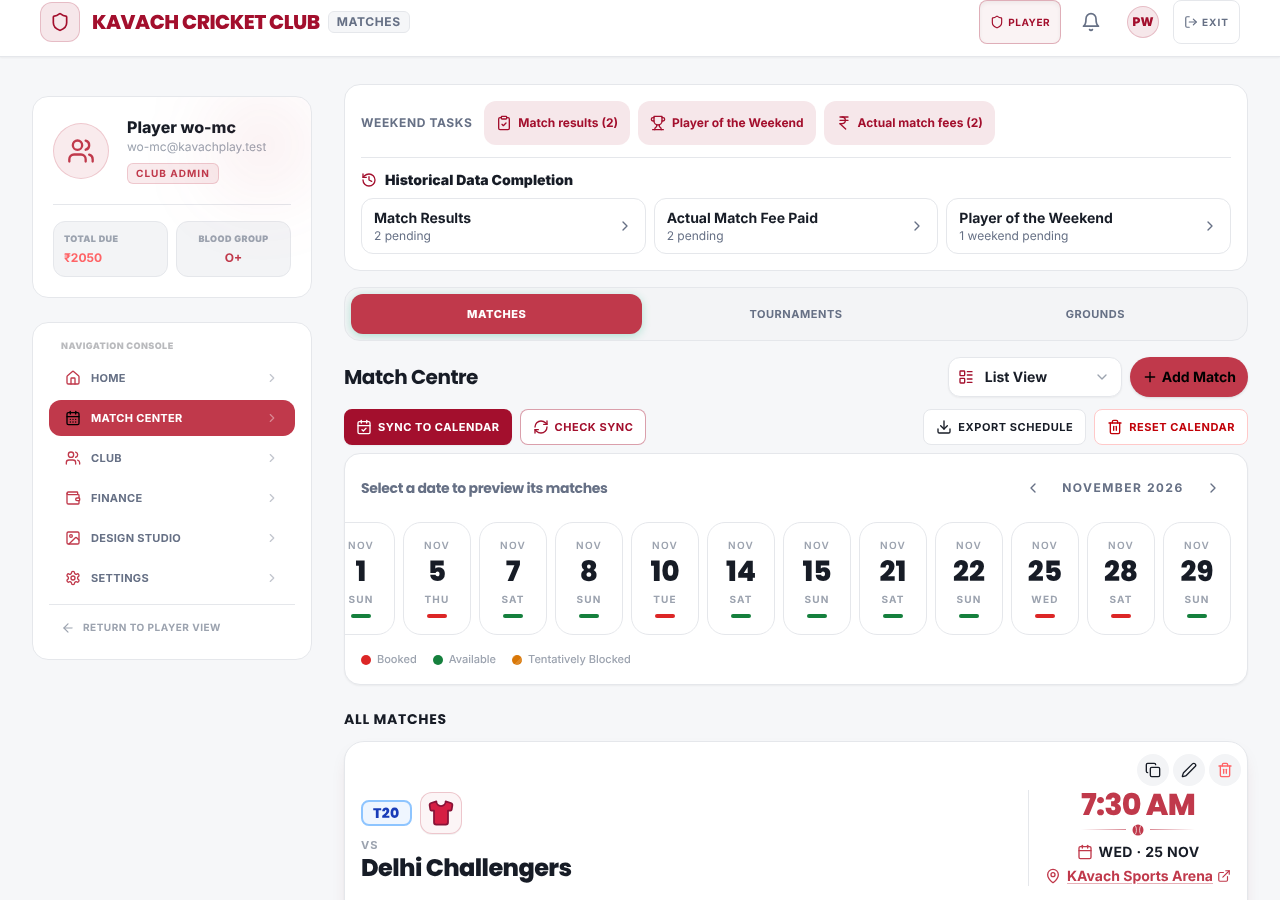 KAVACH CRICKET CLUB MATCHES
PLAYER
PW
EXIT
Player wo-mc
wo-mc@kavachplay.test
CLUB ADMIN
TOTAL DUE
₹2050
BLOOD GROUP
O+
NAVIGATION CONSOLE
HOME
MATCH CENTER
CLUB
FINANCE
DESIGN STUDIO
SETTINGS
RETURN TO PLAYER VIEW
WEEKEND TASKS
Match results (2)
Player of the Weekend
Actual match fees (2)
Historical Data Completion
Match Results
2 pending
Actual Match Fee Paid
2 pending
Player of the Weekend
1 weekend pending
MATCHES
TOURNAMENTS
GROUNDS
Match Centre
List View
Add Match
SYNC TO CALENDAR
CHECK SYNC
EXPORT SCHEDULE
RESET CALENDAR
Select a date to preview its matches
NOVEMBER 2026
NOV
1
SUN
NOV
5
THU
NOV
7
SAT
NOV
8
SUN
NOV
10
TUE
NOV
14
SAT
NOV
15
SUN
NOV
21
SAT
NOV
22
SUN
NOV
25
WED
NOV
28
SAT
NOV
29
SUN
Booked
Available
Tentatively Blocked
ALL MATCHES
T20
VS
Delhi Challengers
7:30 AM
WED · 25 NOV
KAvach Sports Arena